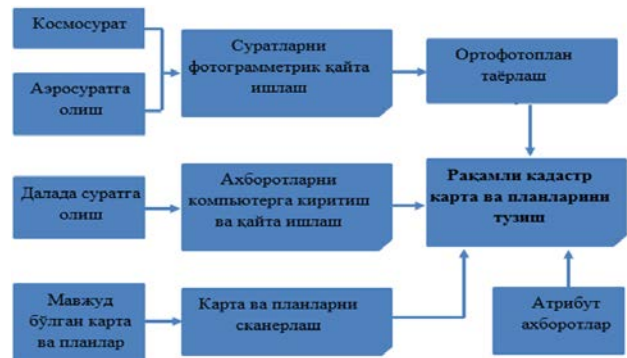 Космосурат
Суратларни
фотограмметрик қайта
ишлаш
Ортофотоплан
таёрлаш
Аэросуратга
олиш
Далада суратга
олиш
Ахборотларни
компьютерга киритиш
ва қайта ишлаш
Рақамли кадастр
карта ва планларини
тузиш
Мавжуд
бўлган карта
ва планлар
Карта ва планларни
сканерлаш
Атрибут
ахборотлар